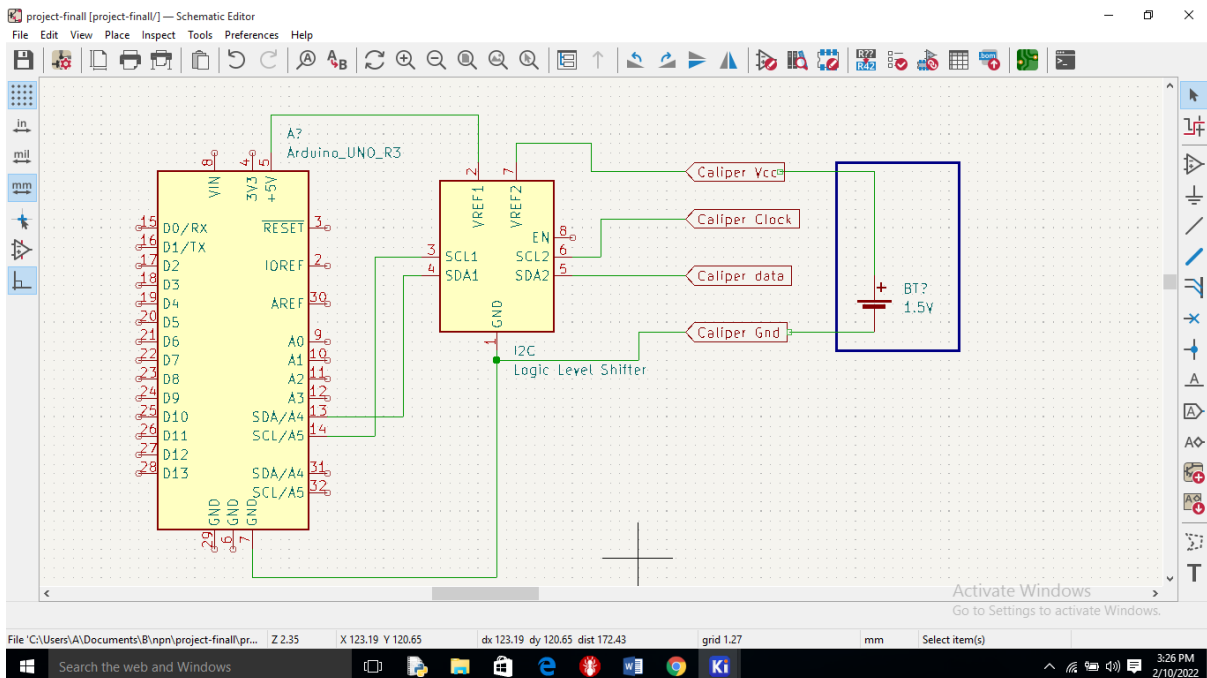 project-finall [project-finall/] — Schematic Editor
File Edit View Place Inspect Tools Preferences Help
in
mil
mm
A?
Arduino_UNO_R3
8 4 5
VIN 3V3 +5V
15 D0/RX
16 D1/TX
17 D2
18 D3
19 D4
20 D5
21 D6
22 D7
23 D8
24 D9
25 D10
26 D11
27 D12
28 D13
RESET 3
IOREF 2
AREF 30
A0 9
A1 10
A2 11
A3 12
SDA/A4 13
SCL/A5 14
SDA/A4 31
SCL/A5 32
GND GND GND
29 6 7
2 7
VREF1 VREF2
EN 8
3 SCL1 SCL2 6
4 SDA1 SDA2 5
GND
1
I2C
Logic Level Shifter
Caliper Vcc
Caliper Clock
Caliper data
Caliper Gnd
+ BT?
1.5V
Activate Windows
Go to Settings to activate Windows.
File 'C:\Users\A\Documents\B\npn\project-finall\pr... Z 2.35 X 123.19 Y 120.65 dx 123.19 dy 120.65 dist 172.43 grid 1.27 mm Select item(s)
Search the web and Windows
3:26 PM
2/10/2022